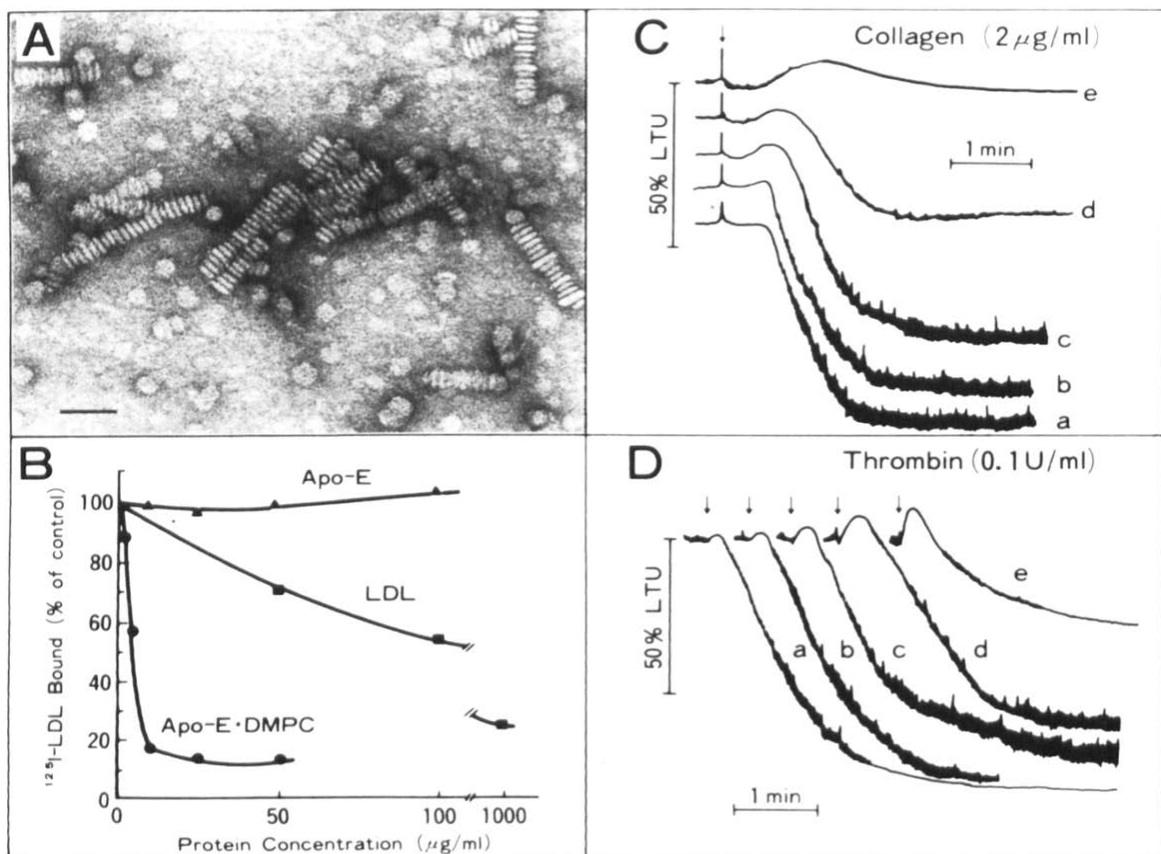 A
B
¹²⁵I-LDL Bound (% of control)
100
80
60
40
20
0
Apo-E
LDL
Apo-E·DMPC
0
50
100
1000
Protein Concentration (μg/ml)
C
Collagen (2μg/ml)
50% LTU
1 min
e
d
c
b
a
D
Thrombin (0.1U/ml)
50% LTU
a
b
c
d
e
1 min